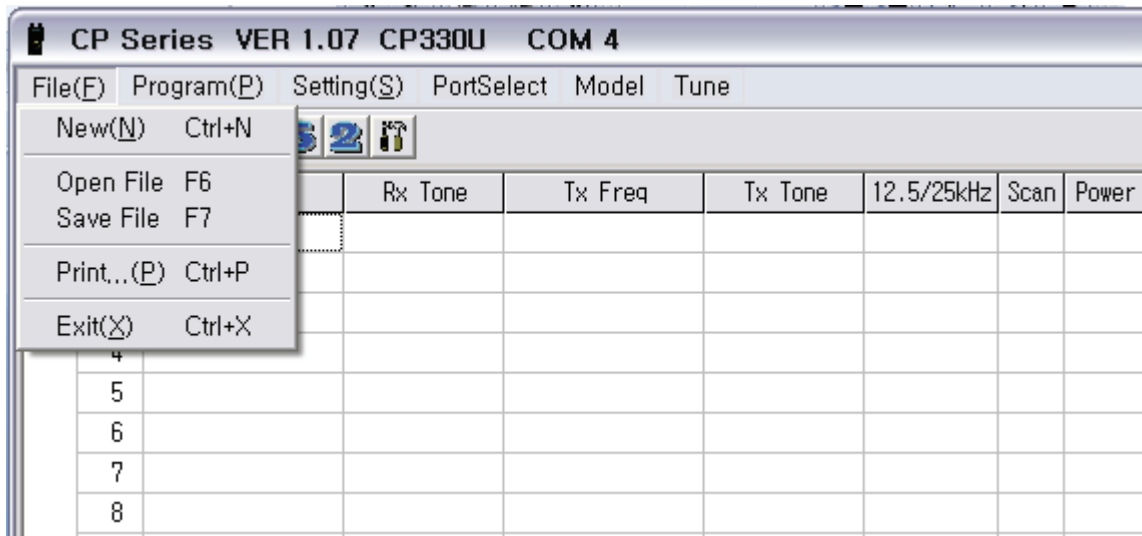 CP Series VER 1.07 CP330U COM 4
File(F) Program(P) Setting(S) PortSelect Model Tune
New(N) Ctrl+N
Open File F6
Save File F7
Print,,,(P) Ctrl+P
Exit(X) Ctrl+X
Rx Tone Tx Freq Tx Tone 12.5/25kHz Scan Power
4
5
6
7
8